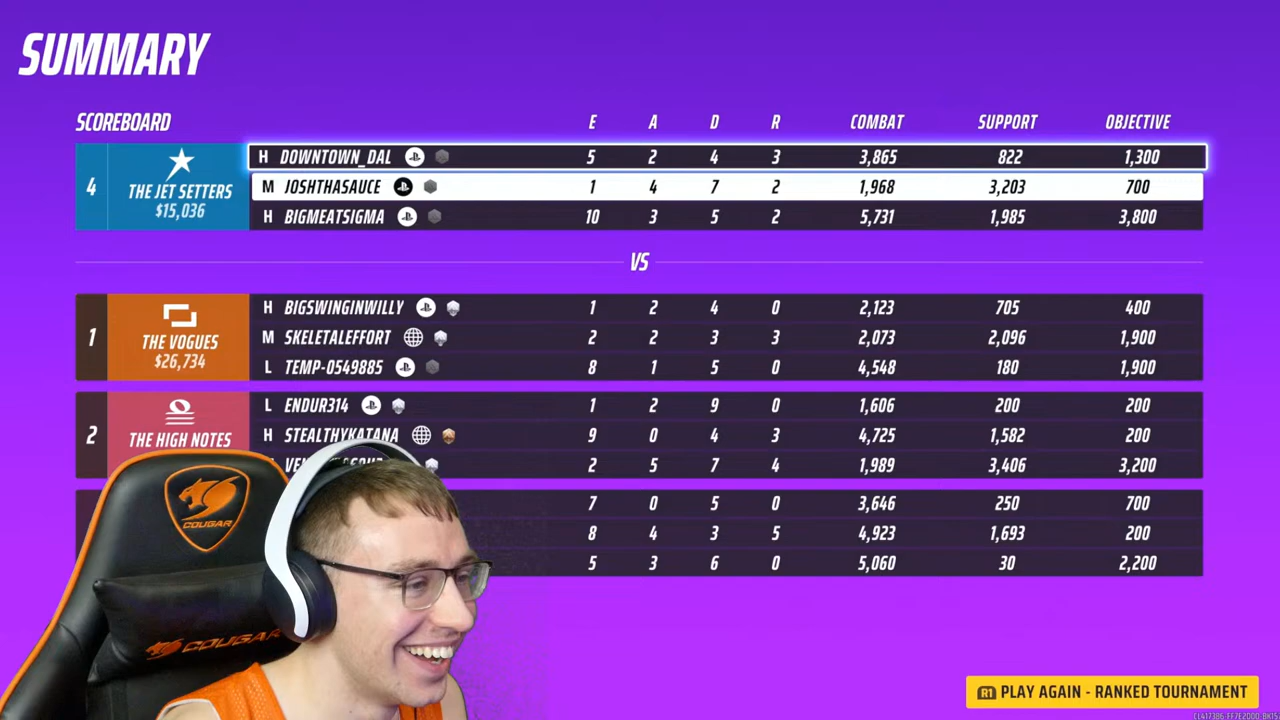 SUMMARY
SCOREBOARD E A D R COMBAT SUPPORT OBJECTIVE
4 THE JET SETTERS $15,036
H DOWNTOWN_DAL 5 2 4 3 3,865 822 1,300
M JOSHTHASAUCE 1 4 7 2 1,968 3,203 700
H BIGMEATSIGMA 10 3 5 2 5,731 1,985 3,800
VS
1 THE VOGUES $26,734
H BIGSWINGINWILLY 1 2 4 0 2,123 705 400
M SKELETALEFFORT 2 2 3 3 2,073 2,096 1,900
L TEMP-0549885 8 1 5 0 4,548 180 1,900
2 THE HIGH NOTES
L ENDUR314 1 2 9 0 1,606 200 200
H STEALTHYKATANA 9 0 4 3 4,725 1,582 200
2 5 7 4 1,989 3,406 3,200
7 0 5 0 3,646 250 700
8 4 3 5 4,923 1,693 200
5 3 6 0 5,060 30 2,200
COUGAR
COUGAR
R1 PLAY AGAIN - RANKED TOURNAMENT